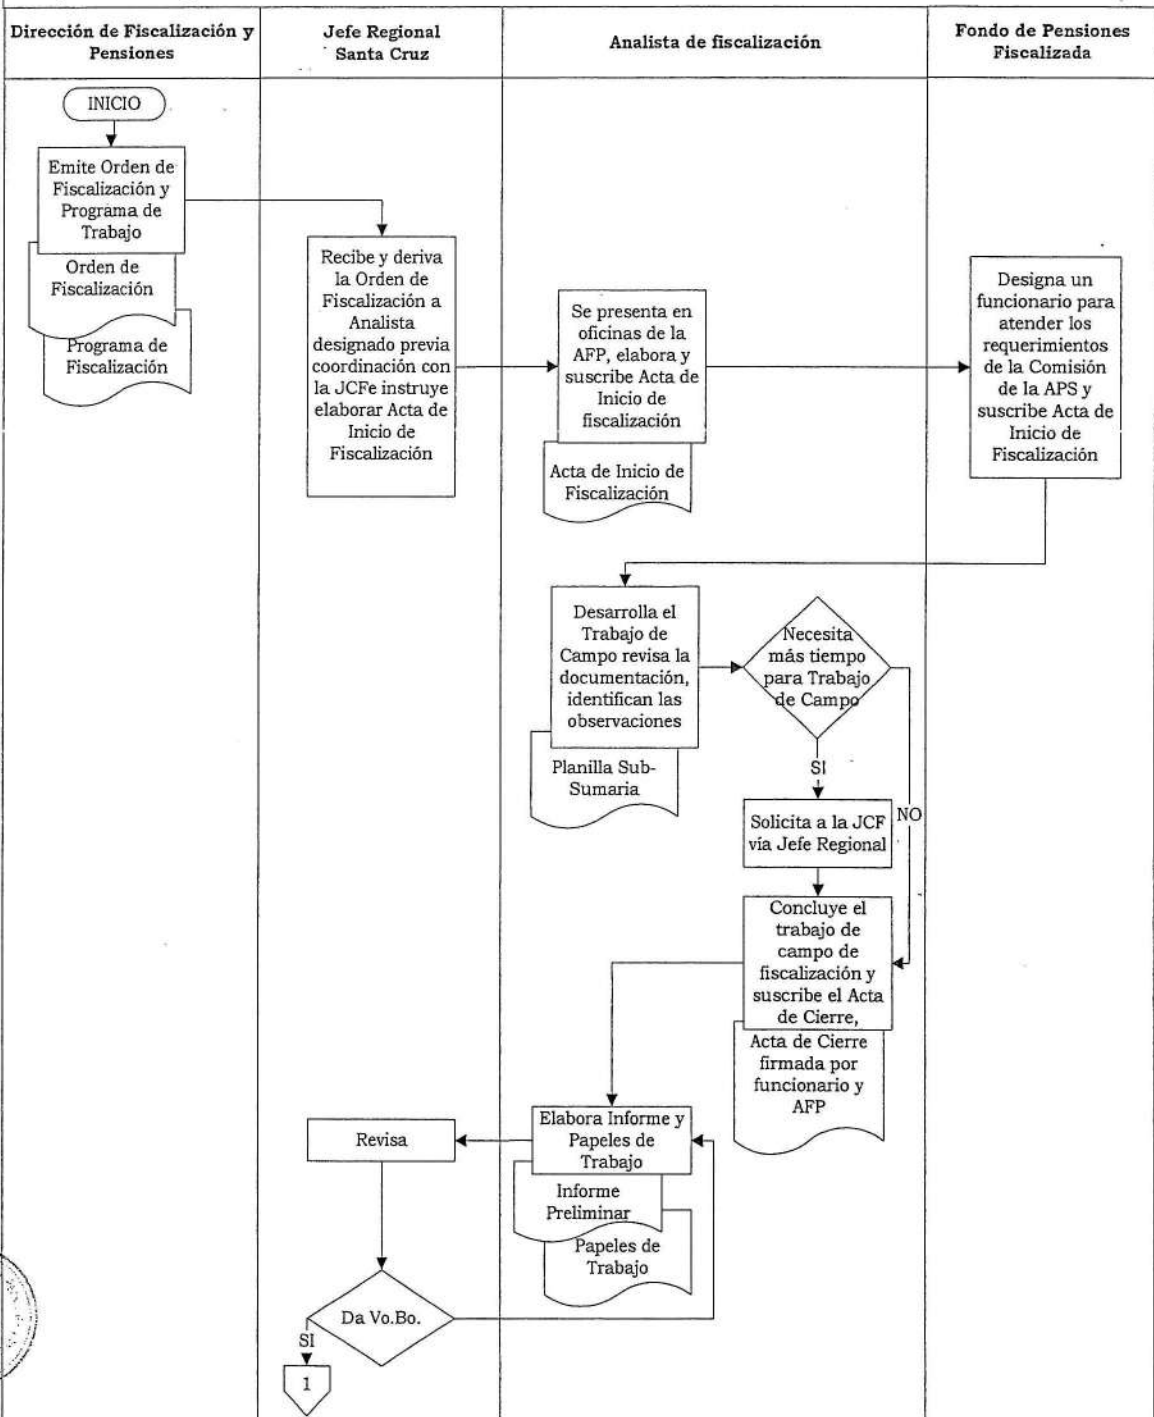 Dirección de Fiscalización y
Pensiones
Jefe Regional
Santa Cruz
Analista de fiscalización
Fondo de Pensiones
Fiscalizada
INICIO
Emite Orden de
Fiscalización y
Programa de
Trabajo
Orden de
Fiscalización
Programa de
Fiscalización
Recibe y deriva
la Orden de
Fiscalización a
Analista
designado previa
coordinación con
la JCFe instruye
elaborar Acta de
Inicio de
Fiscalización
Se presenta en
oficinas de la
AFP, elabora y
suscribe Acta de
Inicio de
fiscalización
Acta de Inicio de
Fiscalización
Designa un
funcionario para
atender los
requerimientos
de la Comisión
de la APS y
suscribe Acta de
Inicio de
Fiscalización
Desarrolla el
Trabajo de
Campo revisa la
documentación,
identifican las
observaciones
Planilla Sub-
Sumaria
Necesita
más tiempo
para Trabajo
de Campo
SI
NO
Solicita a la JCF
vía Jefe Regional
Concluye el
trabajo de
campo de
fiscalización y
suscribe el Acta
de Cierre,
Acta de Cierre
firmada por
funcionario y
AFP
Elabora Informe y
Papeles de
Trabajo
Informe
Preliminar
Papeles de
Trabajo
Revisa
Da Vo.Bo.
SI
1